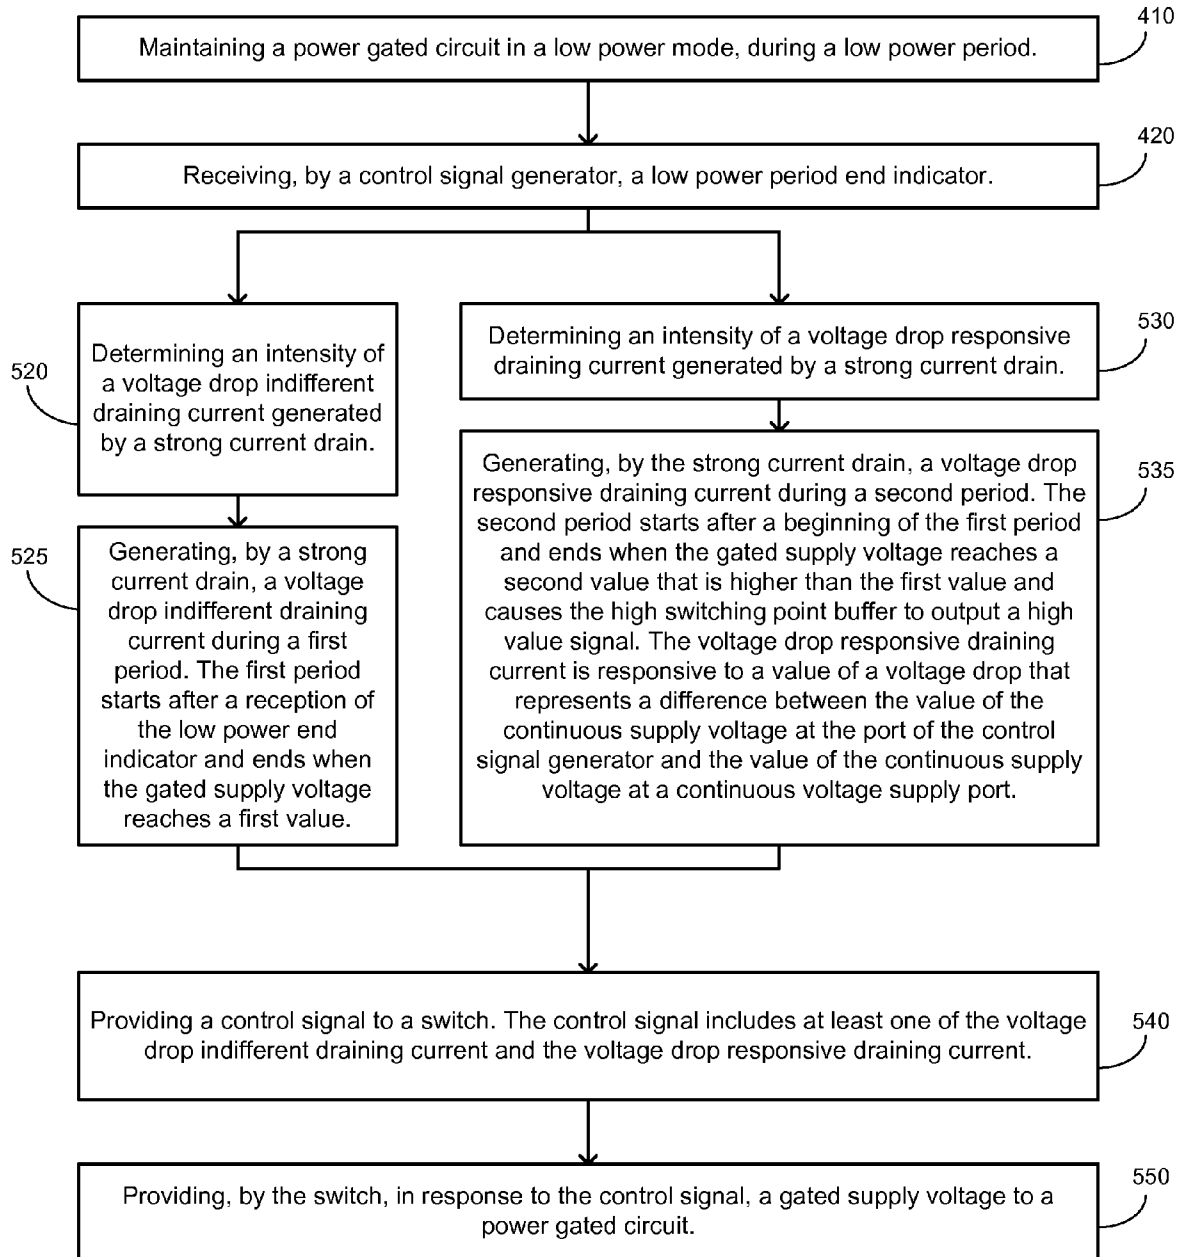 410
Maintaining a power gated circuit in a low power mode, during a low power period.
420
Receiving, by a control signal generator, a low power period end indicator.
520
Determining an intensity of
a voltage drop indifferent
draining current generated
by a strong current drain.
530
Determining an intensity of a voltage drop responsive
draining current generated by a strong current drain.
525
Generating, by a strong
current drain, a voltage
drop indifferent draining
current during a first
period. The first period
starts after a reception of
the low power end
indicator and ends when
the gated supply voltage
reaches a first value.
535
Generating, by the strong current drain, a voltage drop
responsive draining current during a second period. The
second period starts after a beginning of the first period
and ends when the gated supply voltage reaches a
second value that is higher than the first value and
causes the high switching point buffer to output a high
value signal. The voltage drop responsive draining
current is responsive to a value of a voltage drop that
represents a difference between the value of the
continuous supply voltage at the port of the control
signal generator and the value of the continuous supply
voltage at a continuous voltage supply port.
540
Providing a control signal to a switch. The control signal includes at least one of the voltage
drop indifferent draining current and the voltage drop responsive draining current.
550
Providing, by the switch, in response to the control signal, a gated supply voltage to a
power gated circuit.